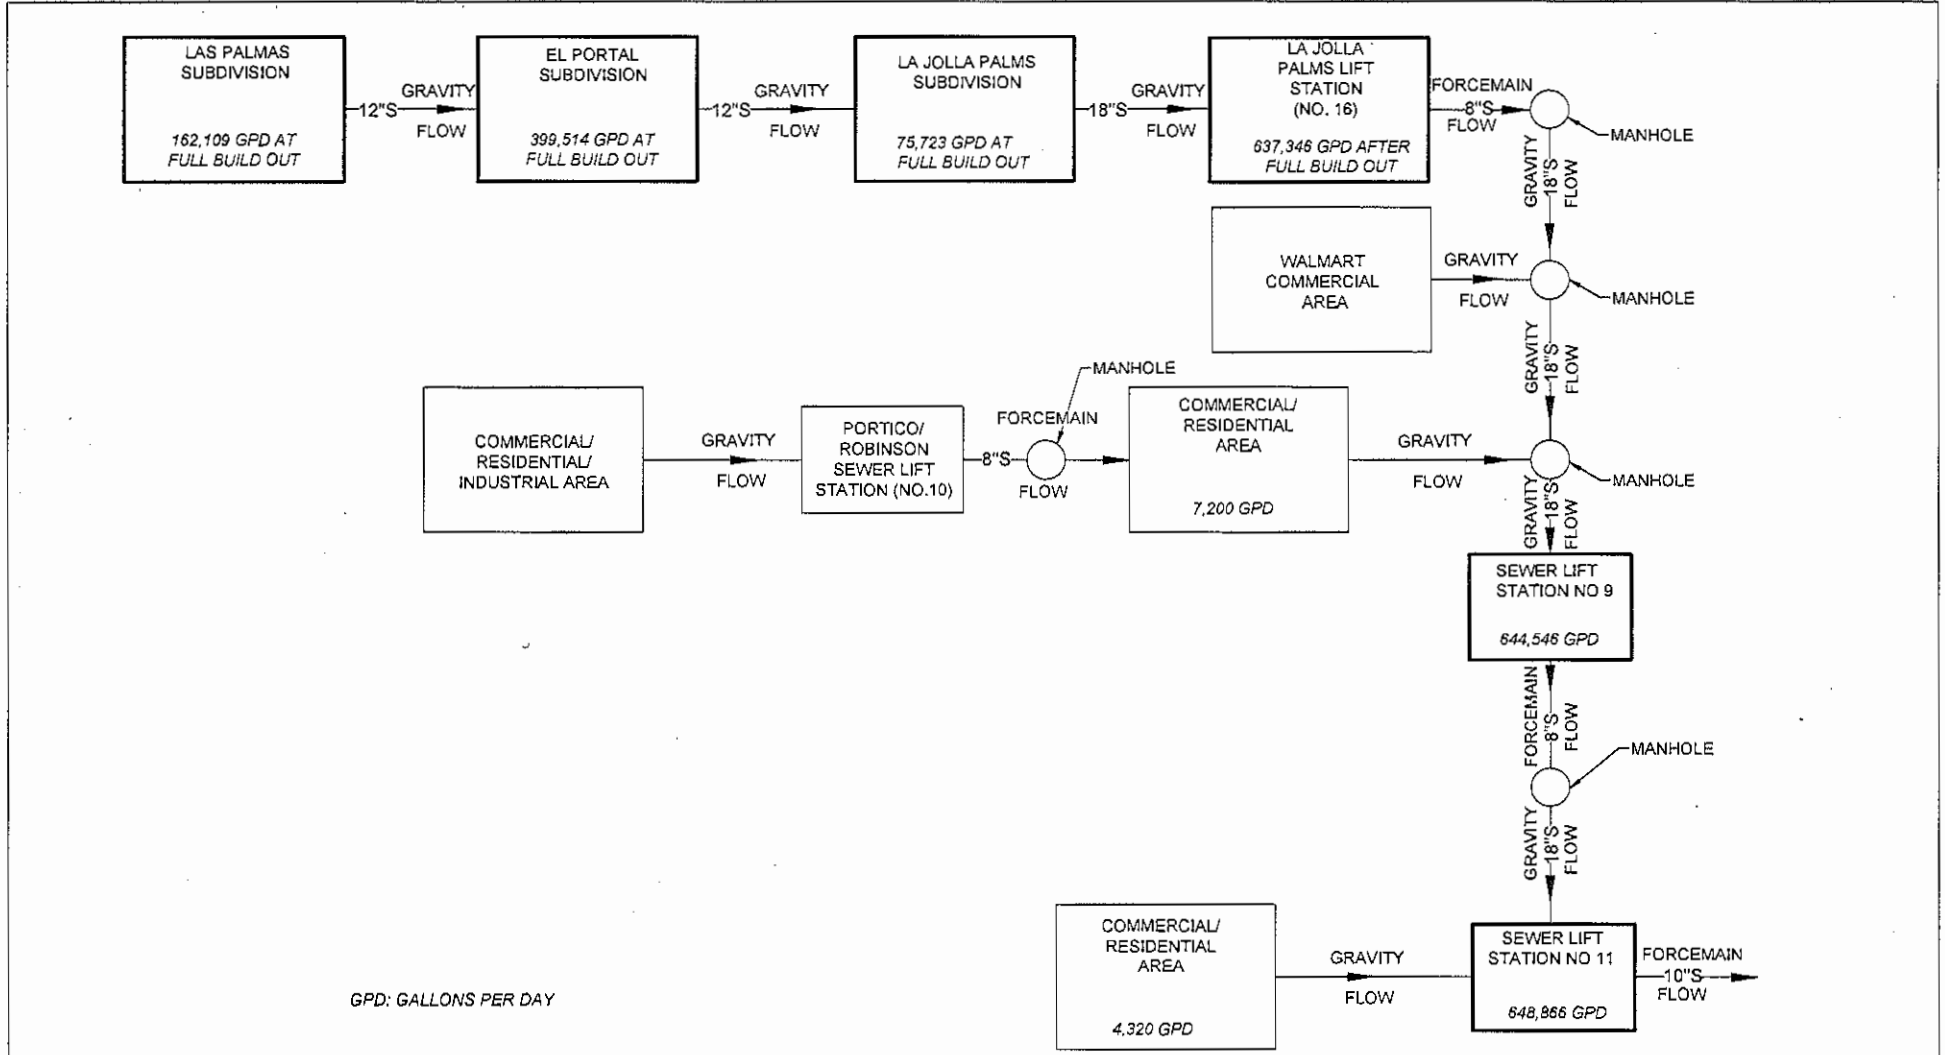 LAS PALMAS
SUBDIVISION
162,109 GPD AT
FULL BUILD OUT
12"S
GRAVITY
FLOW
EL PORTAL
SUBDIVISION
399,514 GPD AT
FULL BUILD OUT
12"S
GRAVITY
FLOW
LA JOLLA PALMS
SUBDIVISION
75,723 GPD AT
FULL BUILD OUT
18"S
GRAVITY
FLOW
LA JOLLA
PALMS LIFT
STATION
(NO. 16)
637,346 GPD AFTER
FULL BUILD OUT
FORCEMAIN
8"S
FLOW
MANHOLE
GRAVITY
18"S
FLOW
WALMART
COMMERCIAL
AREA
GRAVITY
FLOW
MANHOLE
GRAVITY
18"S
FLOW
COMMERCIAL/
RESIDENTIAL/
INDUSTRIAL AREA
GRAVITY
FLOW
PORTICO/
ROBINSON
SEWER LIFT
STATION (NO.10)
FORCEMAIN
8"S
FLOW
MANHOLE
COMMERCIAL/
RESIDENTIAL
AREA
7,200 GPD
GRAVITY
FLOW
MANHOLE
GRAVITY
18"S
FLOW
SEWER LIFT
STATION NO 9
644,546 GPD
FORCEMAIN
8"S
FLOW
MANHOLE
GRAVITY
18"S
FLOW
COMMERCIAL/
RESIDENTIAL
AREA
4,320 GPD
GRAVITY
FLOW
SEWER LIFT
STATION NO 11
648,866 GPD
FORCEMAIN
10"S
FLOW
GPD: GALLONS PER DAY